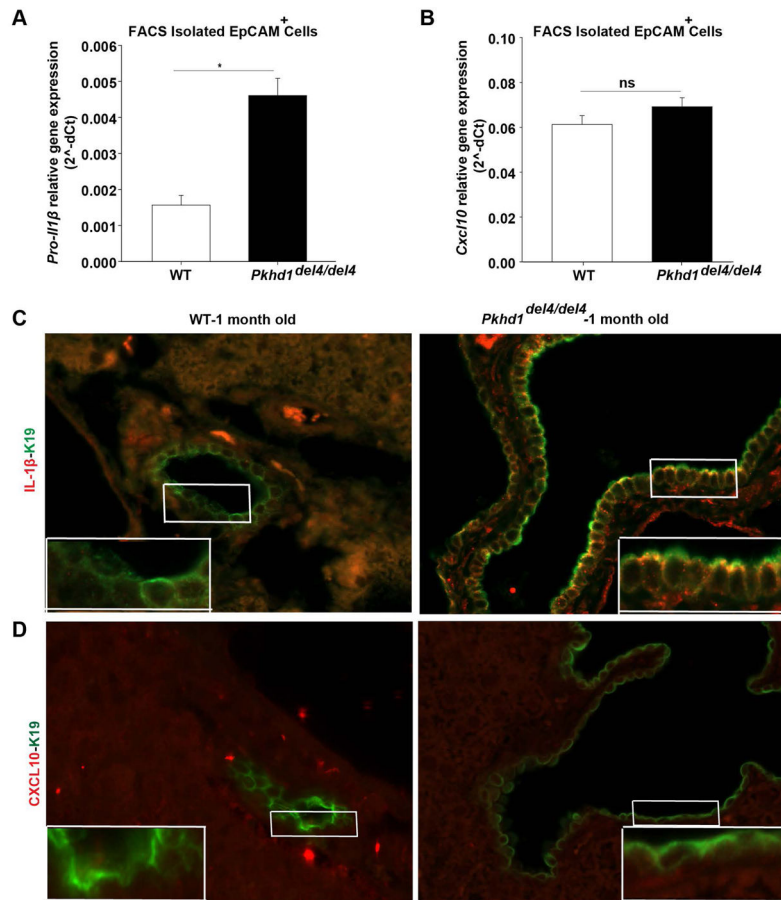 A
FACS Isolated EpCAM+Cells
Pro-Il1β relative gene expression
(2^-dCt)
0.006
0.005
0.004
0.003
0.002
0.001
0.000
*
WT
Pkhd1del4/del4
B
FACS Isolated EpCAM+Cells
Cxcl10 relative gene expression
(2^-dCt)
0.10
0.08
0.06
0.04
0.02
0.00
ns
WT
Pkhd1del4/del4
C
WT-1 month old
Pkhd1del4/del4-1 month old
IL-1β-K19
D
CXCL10-K19